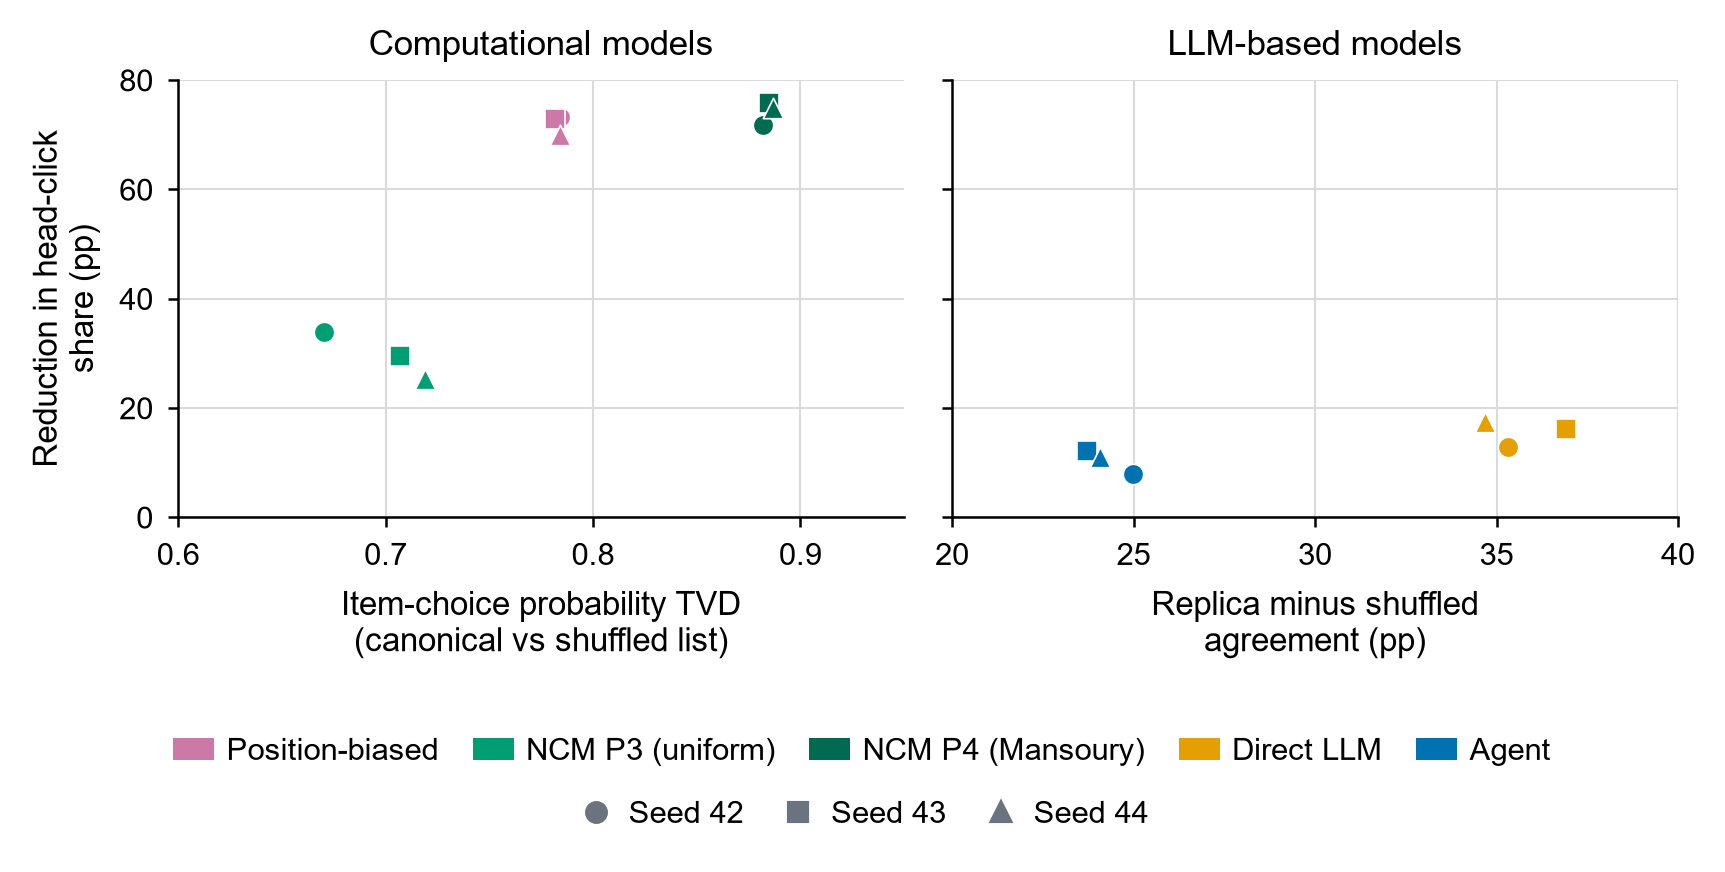 Computational models
LLM-based models
Reduction in head-click
share (pp)
80
60
40
20
0
0.6 0.7 0.8 0.9
20 25 30 35 40
Item-choice probability TVD
(canonical vs shuffled list)
Replica minus shuffled
agreement (pp)
Position-biased NCM P3 (uniform) NCM P4 (Mansoury) Direct LLM Agent
Seed 42 Seed 43 Seed 44